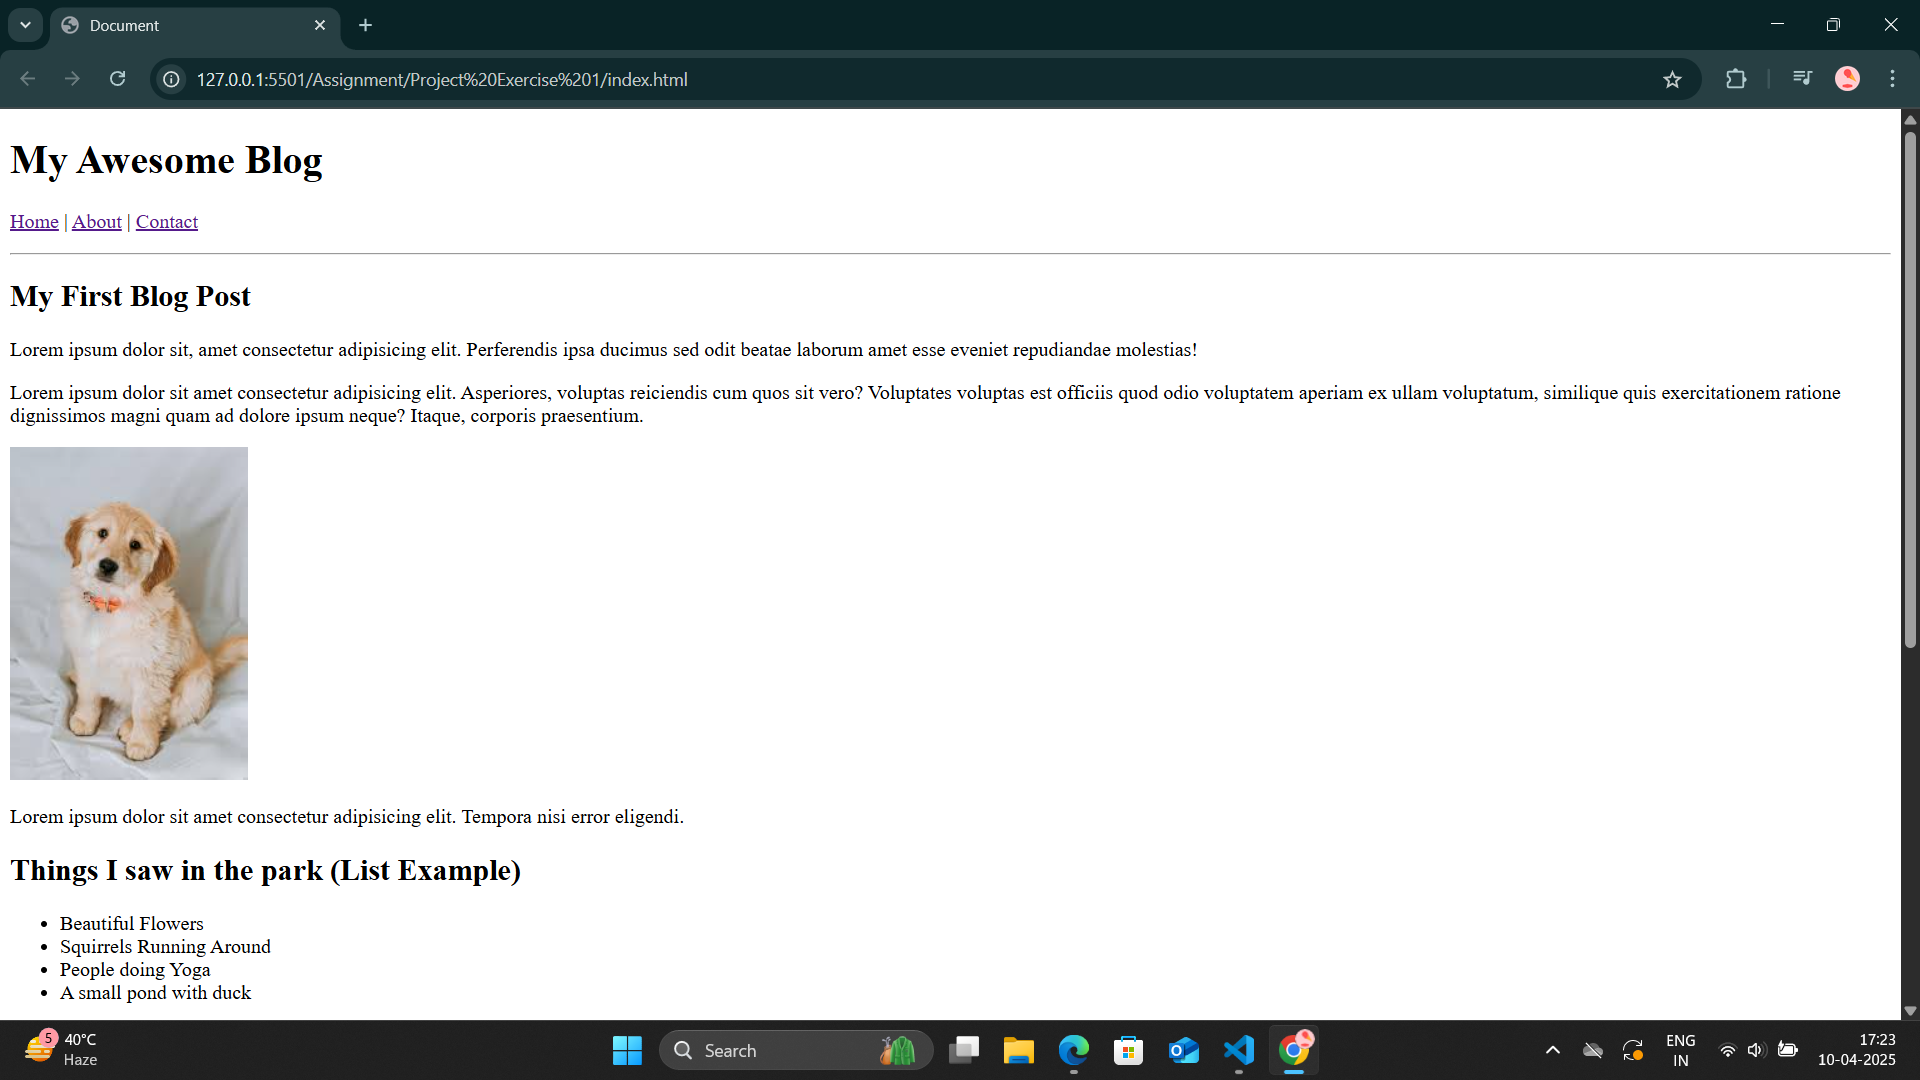 Document
127.0.0.1:5501/Assignment/Project%20Exercise%201/index.html
My Awesome Blog
Home | About | Contact
My First Blog Post
Lorem ipsum dolor sit, amet consectetur adipisicing elit. Perferendis ipsa ducimus sed odit beatae laborum amet esse eveniet repudiandae molestias!
Lorem ipsum dolor sit amet consectetur adipisicing elit. Asperiores, voluptas reiciendis cum quos sit vero? Voluptates voluptas est officiis quod odio voluptatem aperiam ex ullam voluptatum, similique quis exercitationem ratione
dignissimos magni quam ad dolore ipsum neque? Itaque, corporis praesentium.
Lorem ipsum dolor sit amet consectetur adipisicing elit. Tempora nisi error eligendi.
Things I saw in the park (List Example)
• Beautiful Flowers
• Squirrels Running Around
• People doing Yoga
• A small pond with duck
5
40°C
Haze
Search
ENG
IN
17:23
10-04-2025